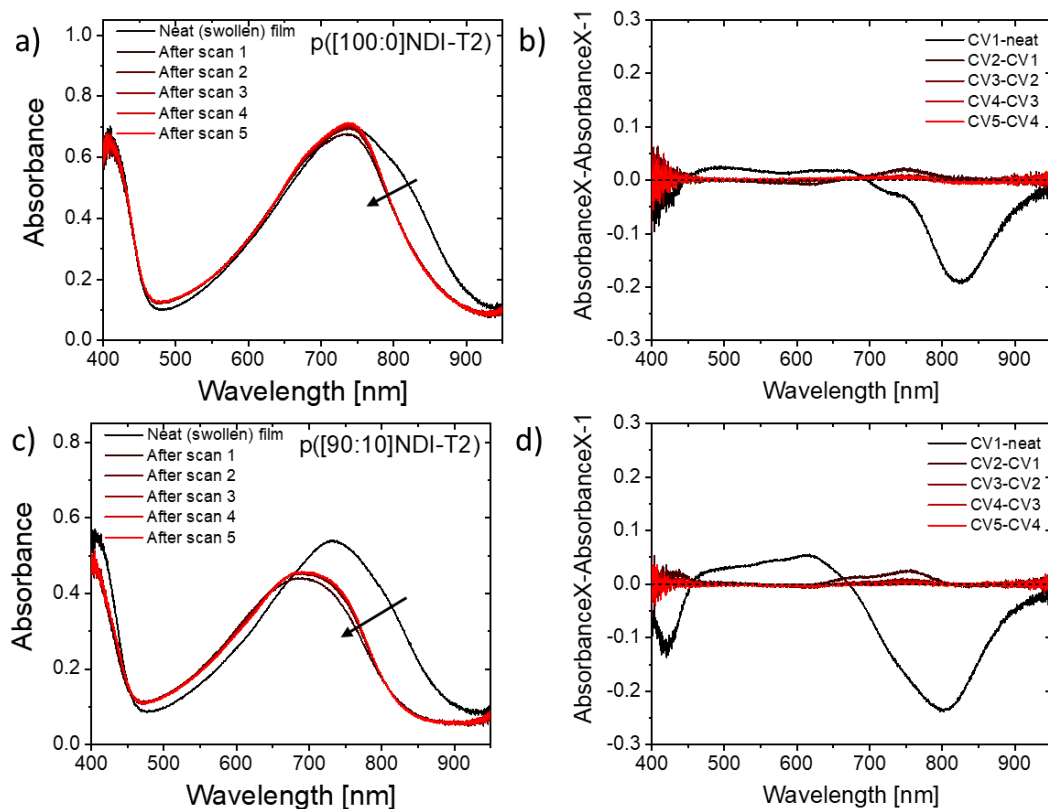 a)
Absorbance
1.0
0.8
0.6
0.4
0.2
0.0
Neat (swollen) film
After scan 1
After scan 2
After scan 3
After scan 4
After scan 5
p([100:0]NDI-T2)
400 500 600 700 800 900
Wavelength [nm]
b)
AbsorbanceX-AbsorbanceX-1
0.3
0.2
0.1
0.0
-0.1
-0.2
-0.3
CV1-neat
CV2-CV1
CV3-CV2
CV4-CV3
CV5-CV4
400 500 600 700 800 900
Wavelength [nm]
c)
Absorbance
0.8
0.6
0.4
0.2
0.0
Neat (swollen) film
After scan 1
After scan 2
After scan 3
After scan 4
After scan 5
p([90:10]NDI-T2)
400 500 600 700 800 900
Wavelength [nm]
d)
AbsorbanceX-AbsorbanceX-1
0.3
0.2
0.1
0.0
-0.1
-0.2
-0.3
CV1-neat
CV2-CV1
CV3-CV2
CV4-CV3
CV5-CV4
400 500 600 700 800 900
Wavelength [nm]